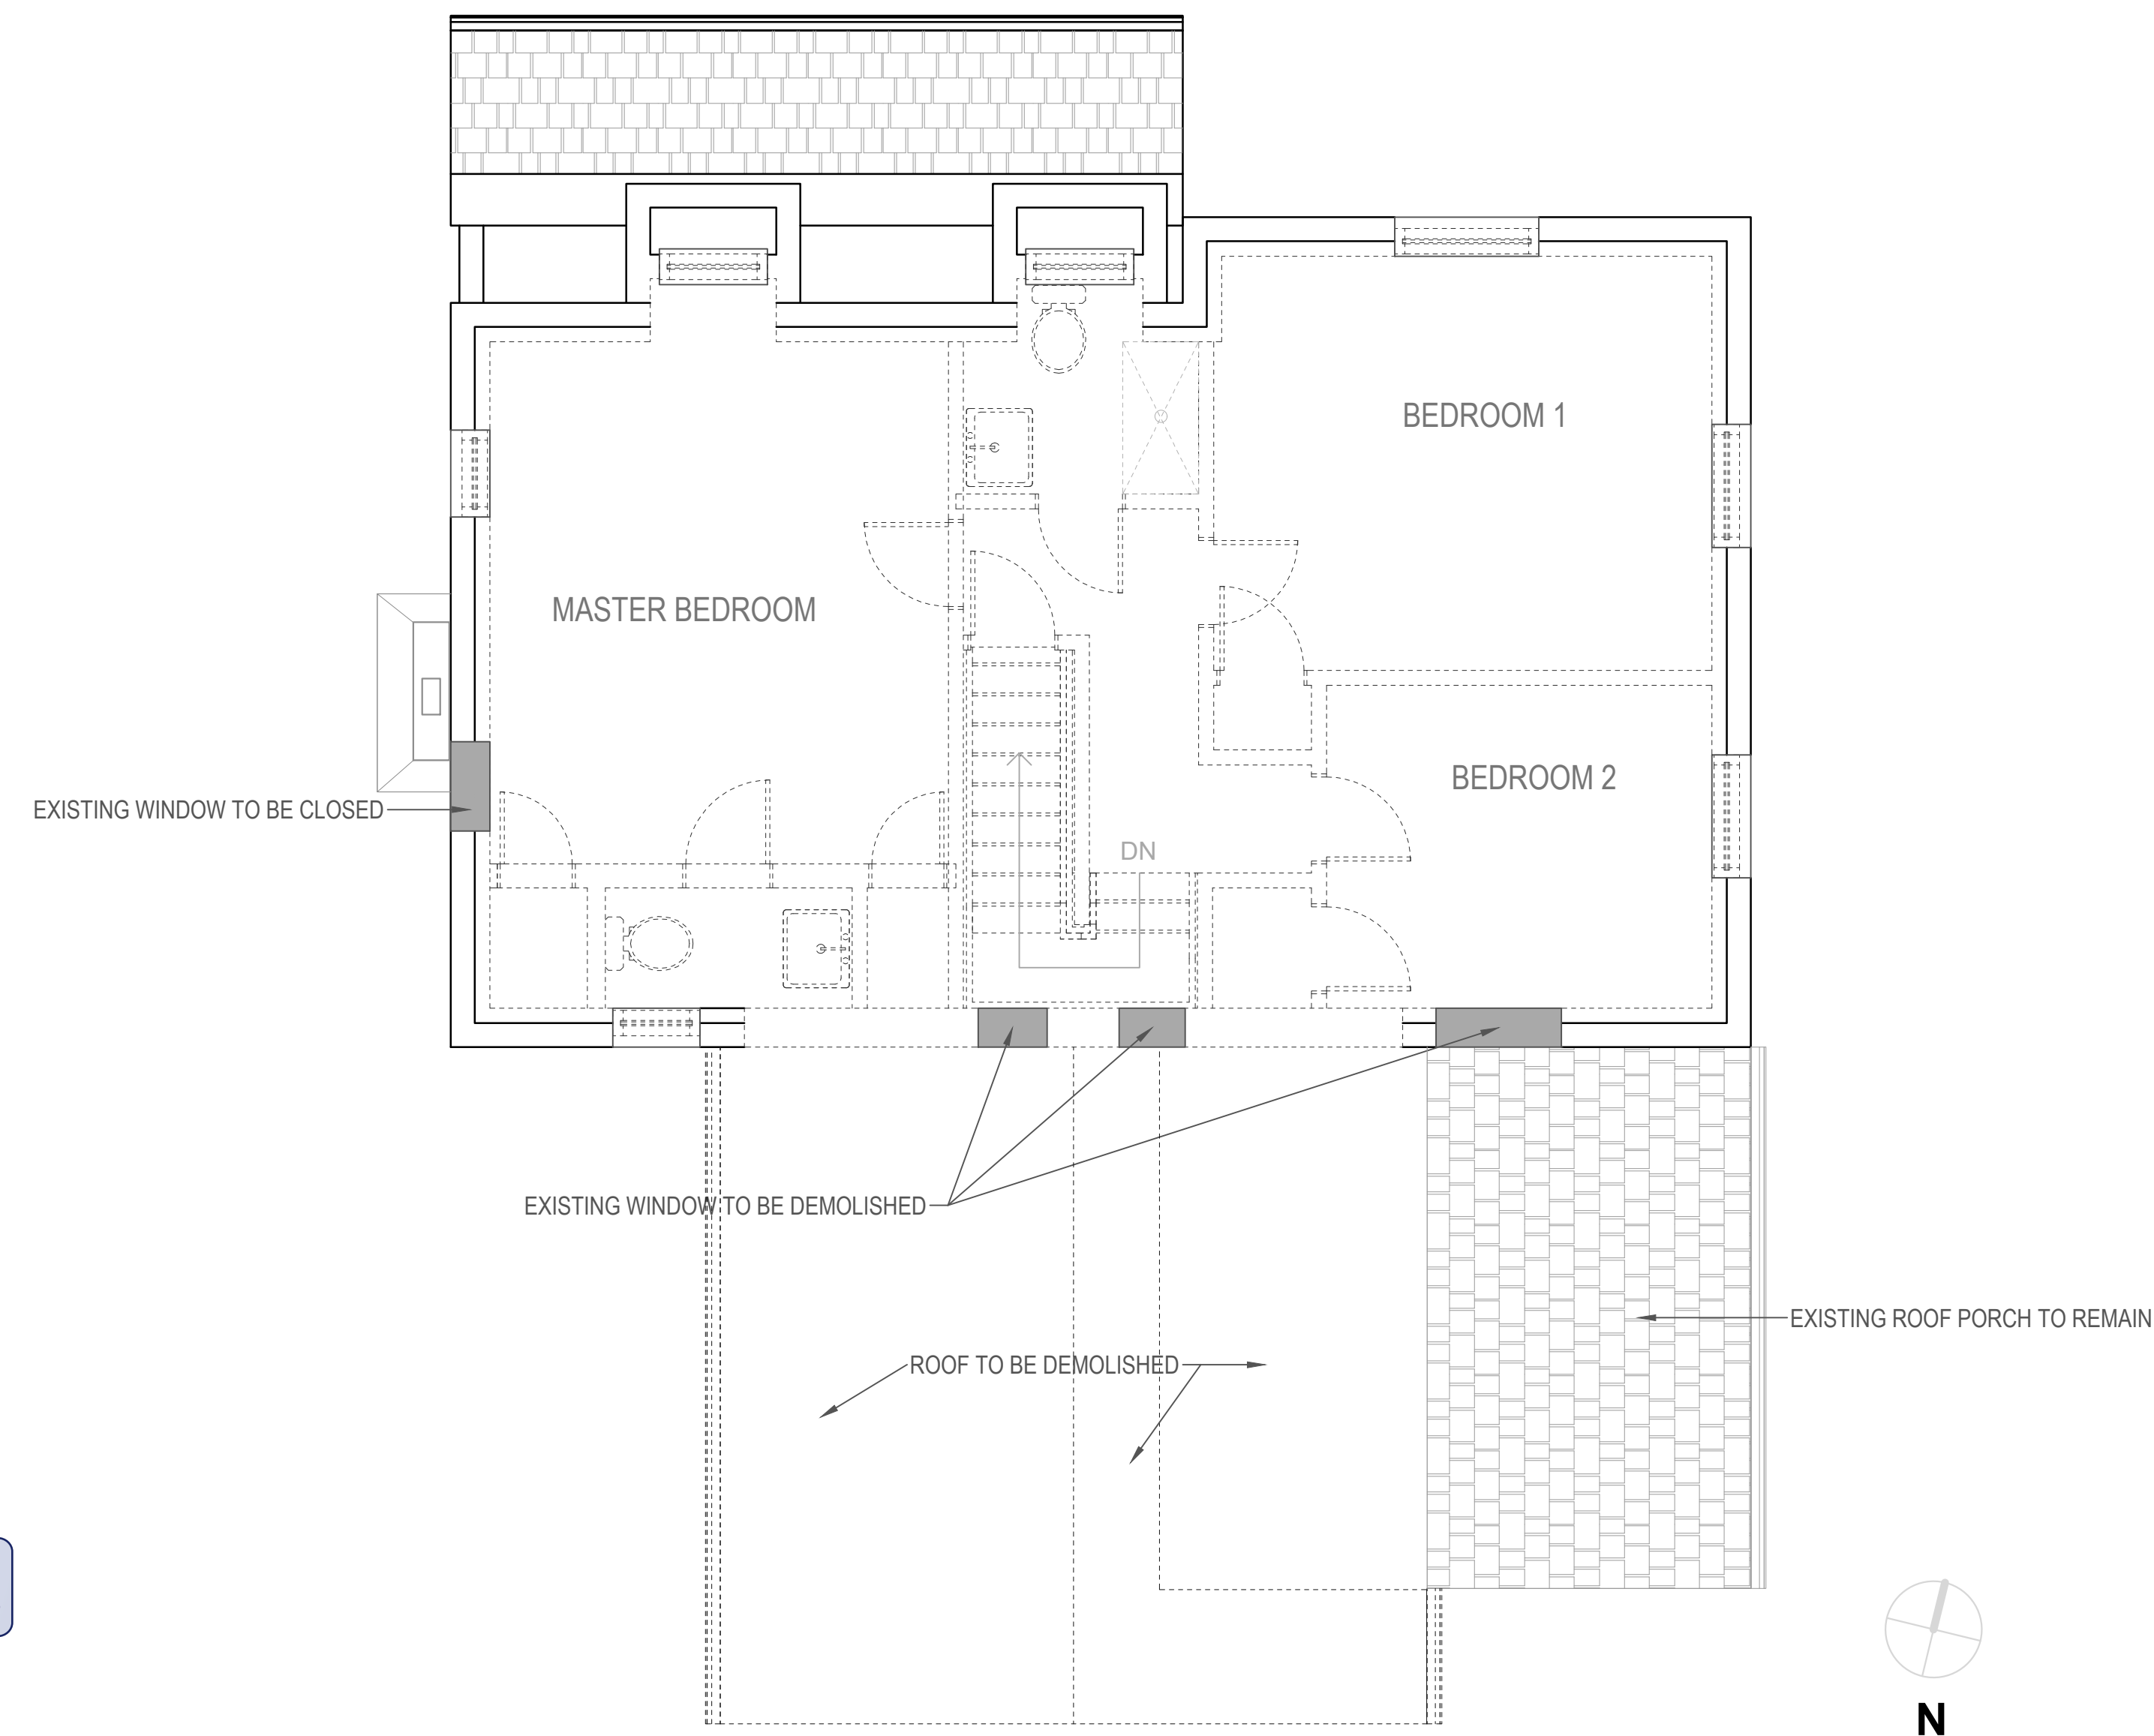 BEDROOM 1
MASTER BEDROOM
BEDROOM 2
EXISTING WINDOW TO BE CLOSED
DN
EXISTING WINDOW TO BE DEMOLISHED
EXISTING ROOF PORCH TO REMAIN
ROOF TO BE DEMOLISHED
N